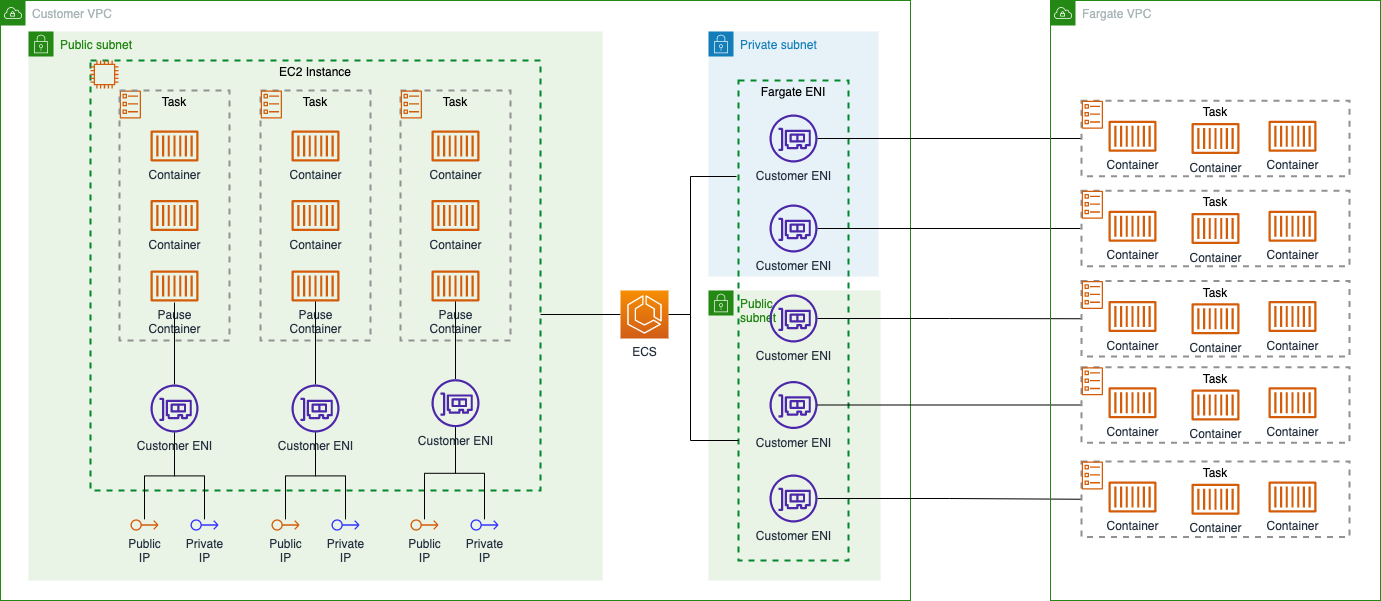 Customer VPC
Public subnet
EC2 Instance
Task
Container
Container
Pause
Container
Customer ENI
Public
IP
Private
IP
Task
Container
Container
Pause
Container
Customer ENI
Public
IP
Private
IP
Task
Container
Container
Pause
Container
Customer ENI
Public
IP
Private
IP
ECS
Private subnet
Fargate ENI
Customer ENI
Customer ENI
Public
subnet
Customer ENI
Customer ENI
Customer ENI
Fargate VPC
Task
Container
Container
Container
Task
Container
Container
Container
Task
Container
Container
Container
Task
Container
Container
Container
Task
Container
Container
Container